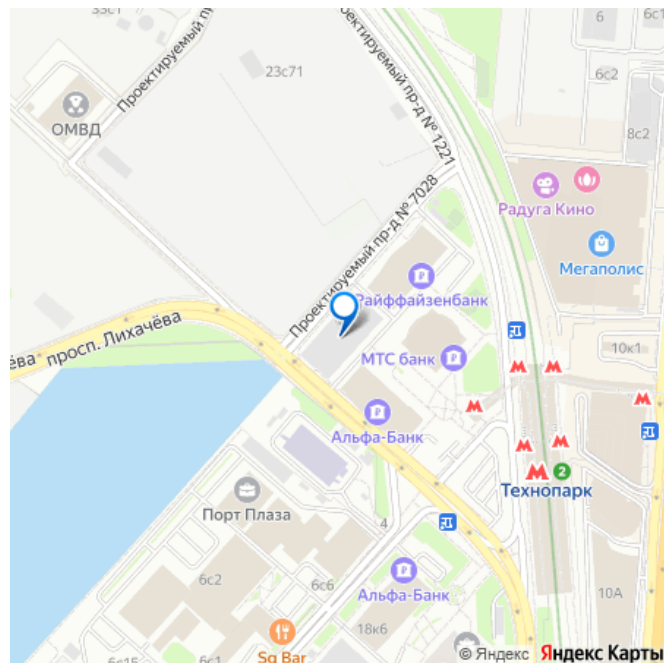 33с1
6
6с2
23с71
Проектируемый пр
Проектируемый пр-д № 1221
8с2
ОМВД
Радуга Кино
Проектируемый пр-д № 7028
Мегаполис
Райффайзенбанк
просп. Лихачёва
10к1
МТС банк
Альфа-Банк
2
Технопарк
Порт Плаза
4
6с2
6с6
10А
Альфа-Банк
18к6
Sg Bar
6с15
6с1
© Яндекс Яндекс Карты